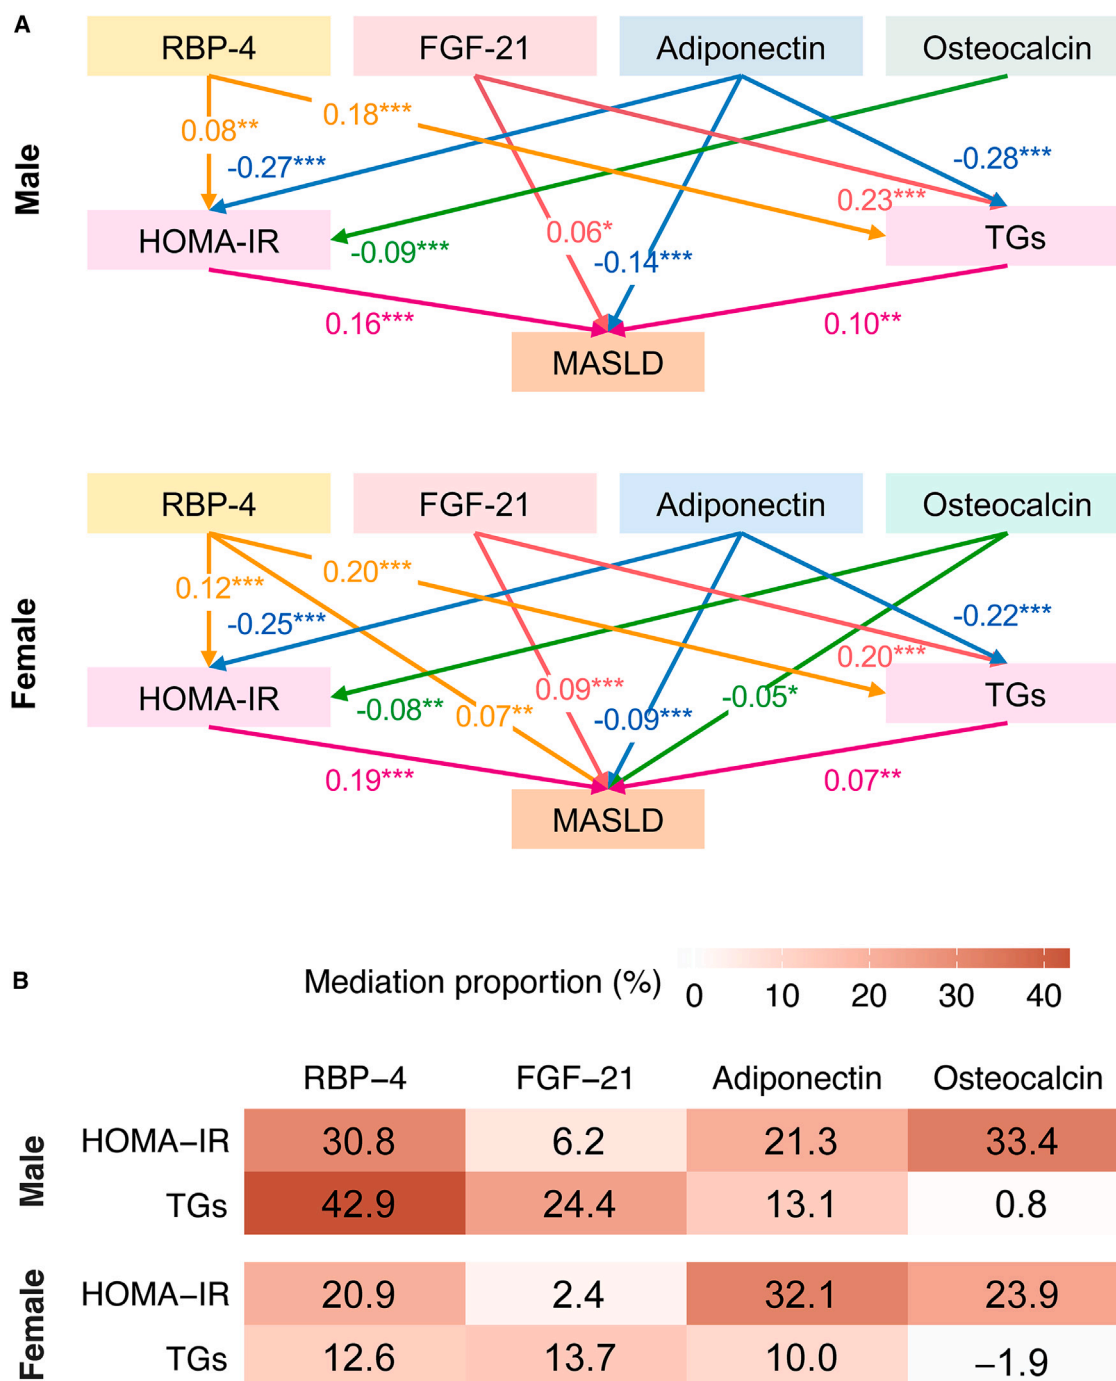 A
Male
RBP-4 FGF-21 Adiponectin Osteocalcin
0.08** 0.18*** -0.27*** -0.28***
0.23***
HOMA-IR -0.09*** 0.06* -0.14*** TGs
0.16*** 0.10**
MASLD
Female
RBP-4 FGF-21 Adiponectin Osteocalcin
0.12*** 0.20*** -0.25*** -0.22***
0.20***
HOMA-IR -0.08** 0.07** 0.09*** -0.09*** -0.05* TGs
0.19*** 0.07**
MASLD
B
Mediation proportion (%)
0 10 20 30 40
RBP−4 FGF−21 Adiponectin Osteocalcin
Male
HOMA−IR 30.8 6.2 21.3 33.4
TGs 42.9 24.4 13.1 0.8
Female
HOMA−IR 20.9 2.4 32.1 23.9
TGs 12.6 13.7 10.0 −1.9